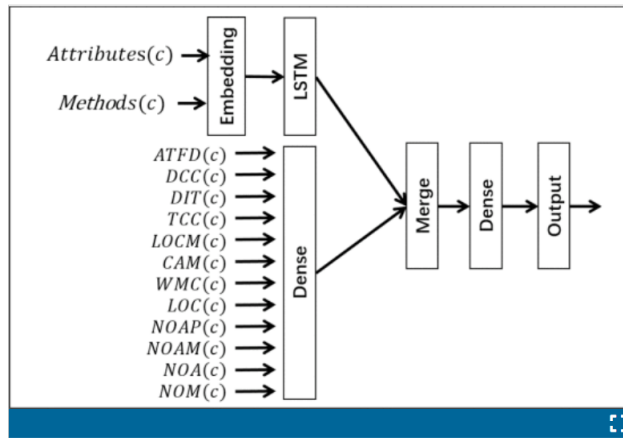 Attributes(c)
Methods(c)
Embedding
LSTM
ATFD(c)
DCC(c)
DIT(c)
TCC(c)
LOCM(c)
CAM(c)
WMC(c)
LOC(c)
NOAP(c)
NOAM(c)
NOA(c)
NOM(c)
Dense
Merge
Dense
Output